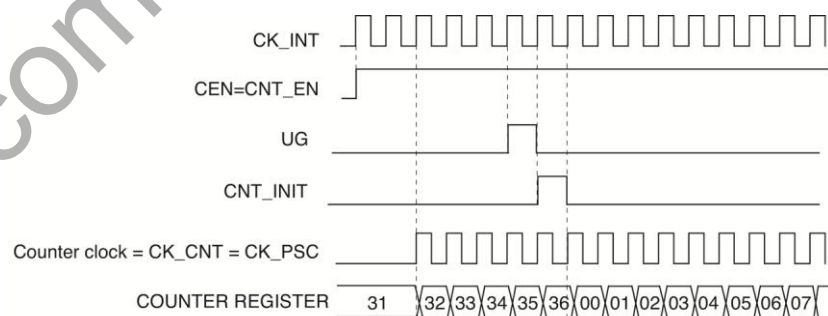 com
CK_INT
CEN=CNT_EN
UG
CNT_INIT
Counter clock = CK_CNT = CK_PSC
COUNTER REGISTER 31 32 33 34 35 36 00 01 02 03 04 05 06 07